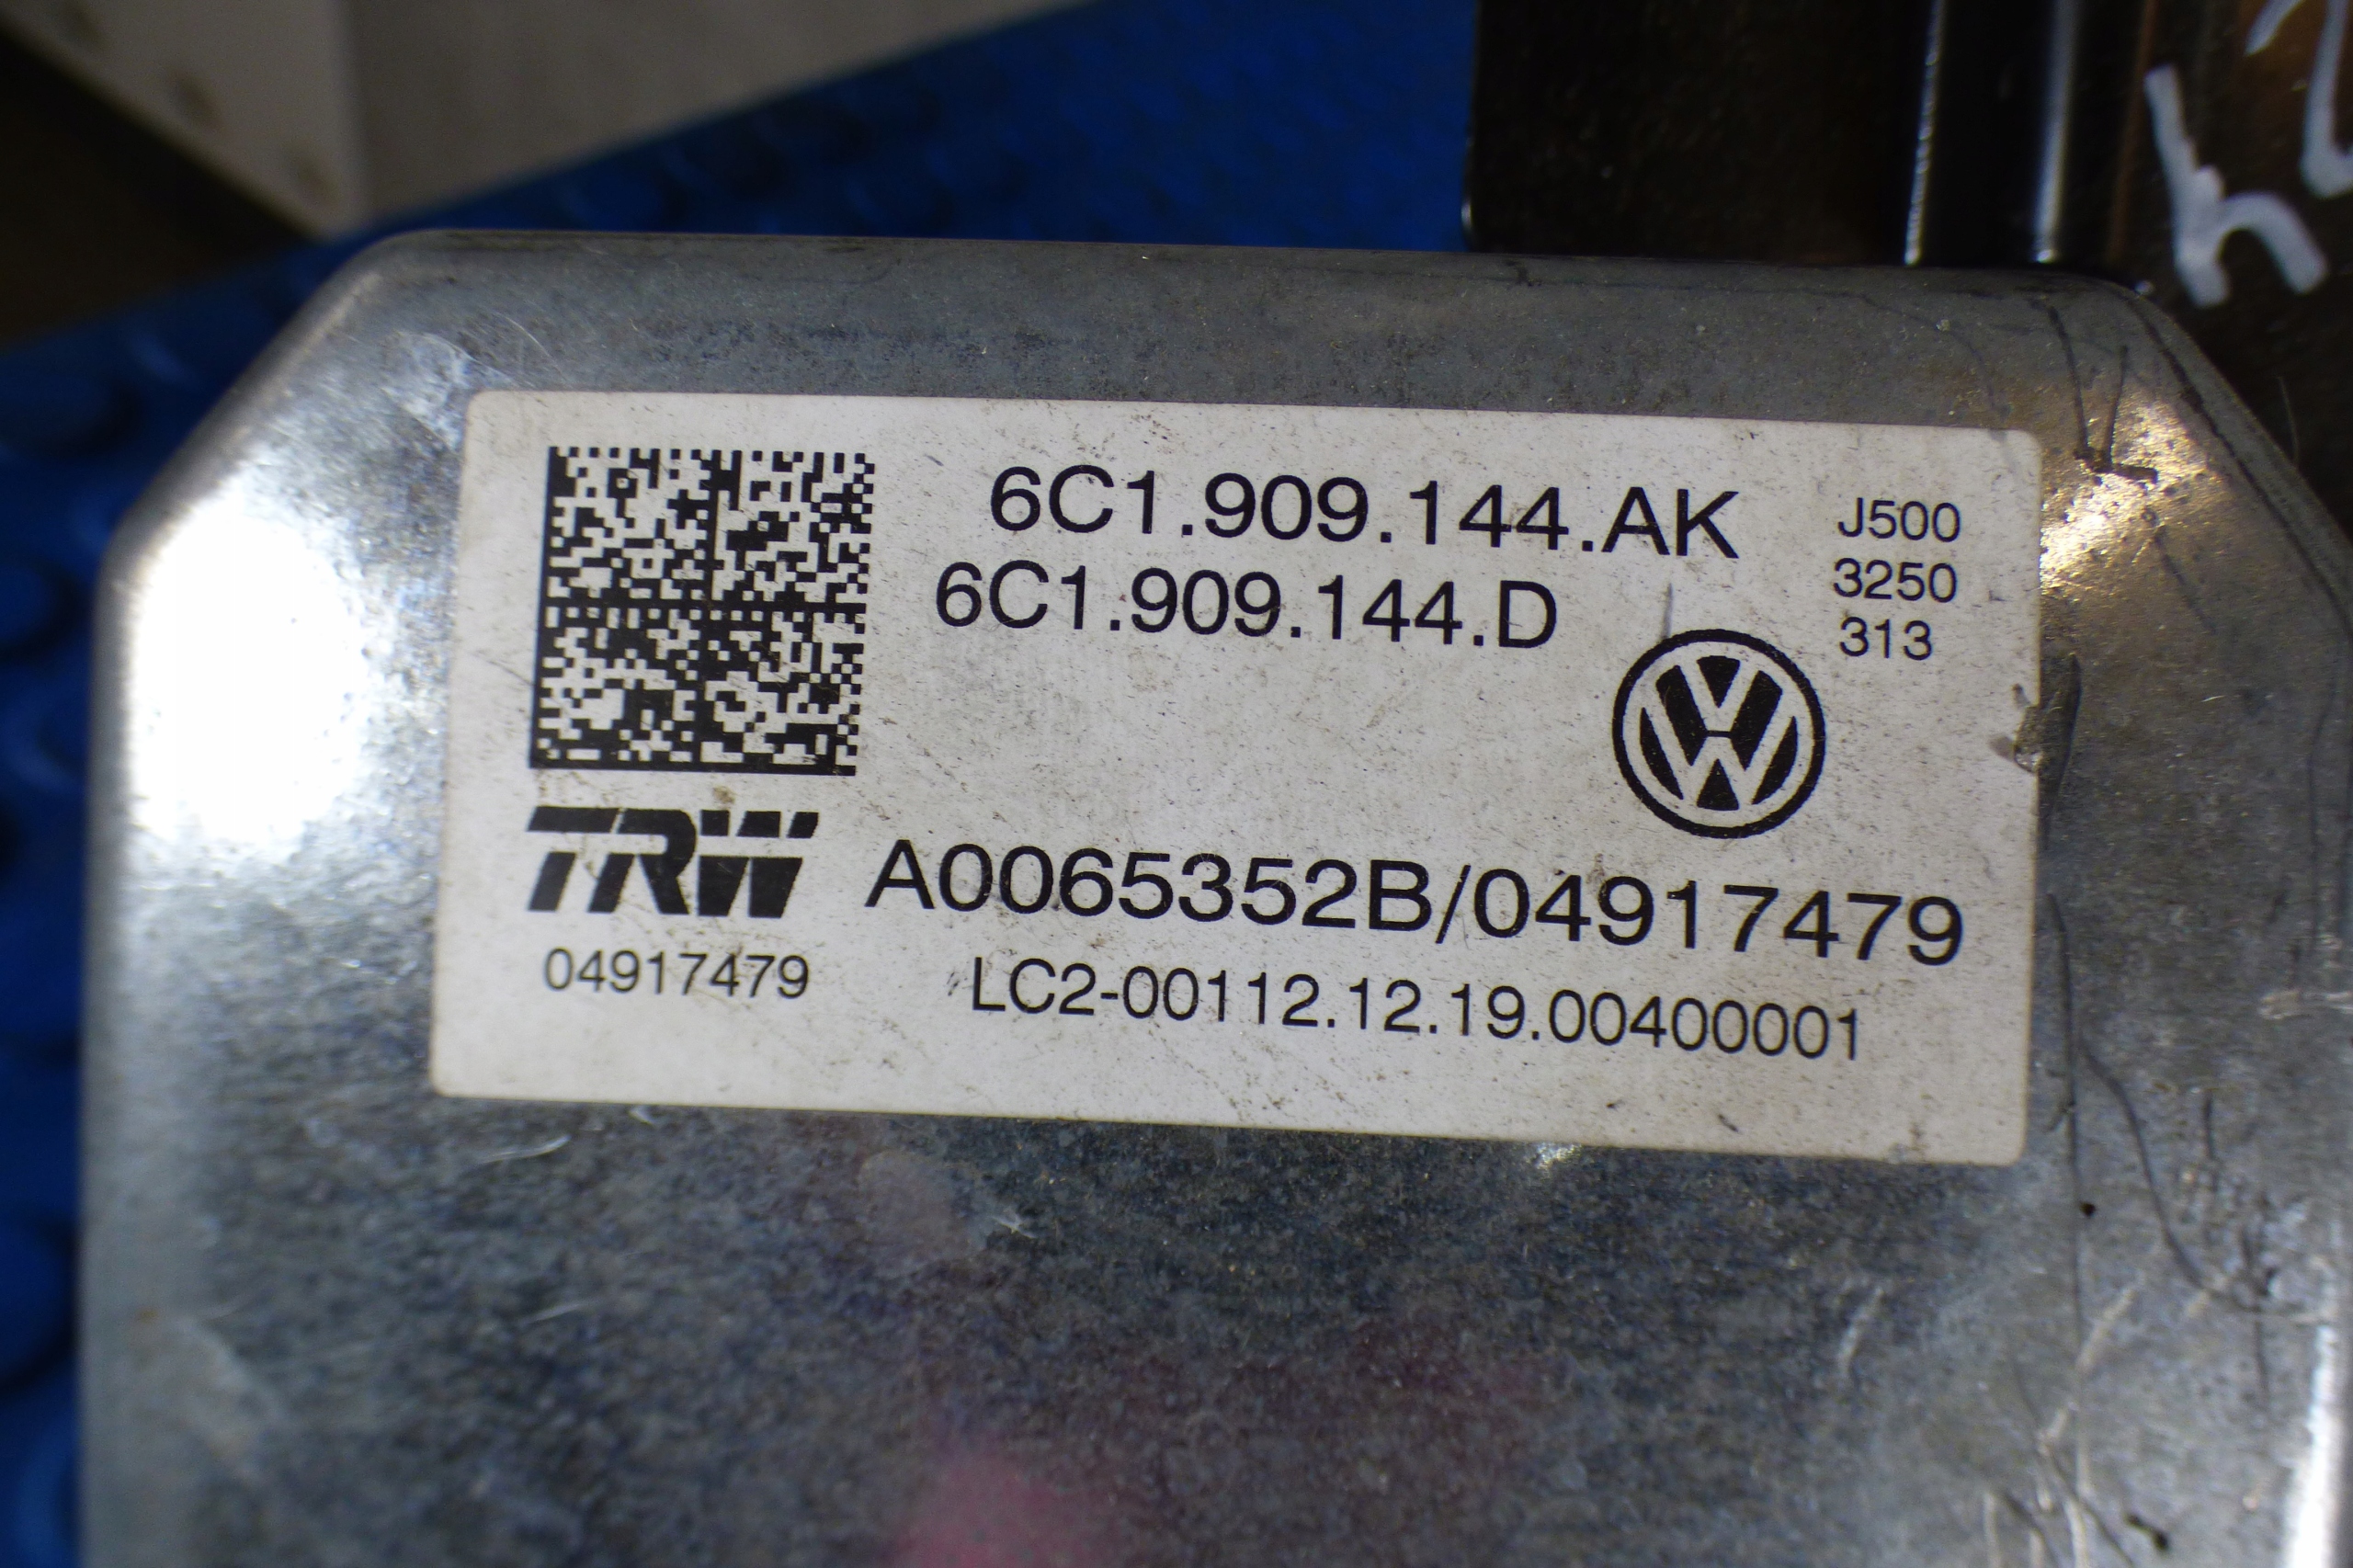 6C1.909.144.AK
6C1.909.144.D
J500
3250
313
TRW
A0065352B/04917479
04917479
LC2-00112.12.19.00400001